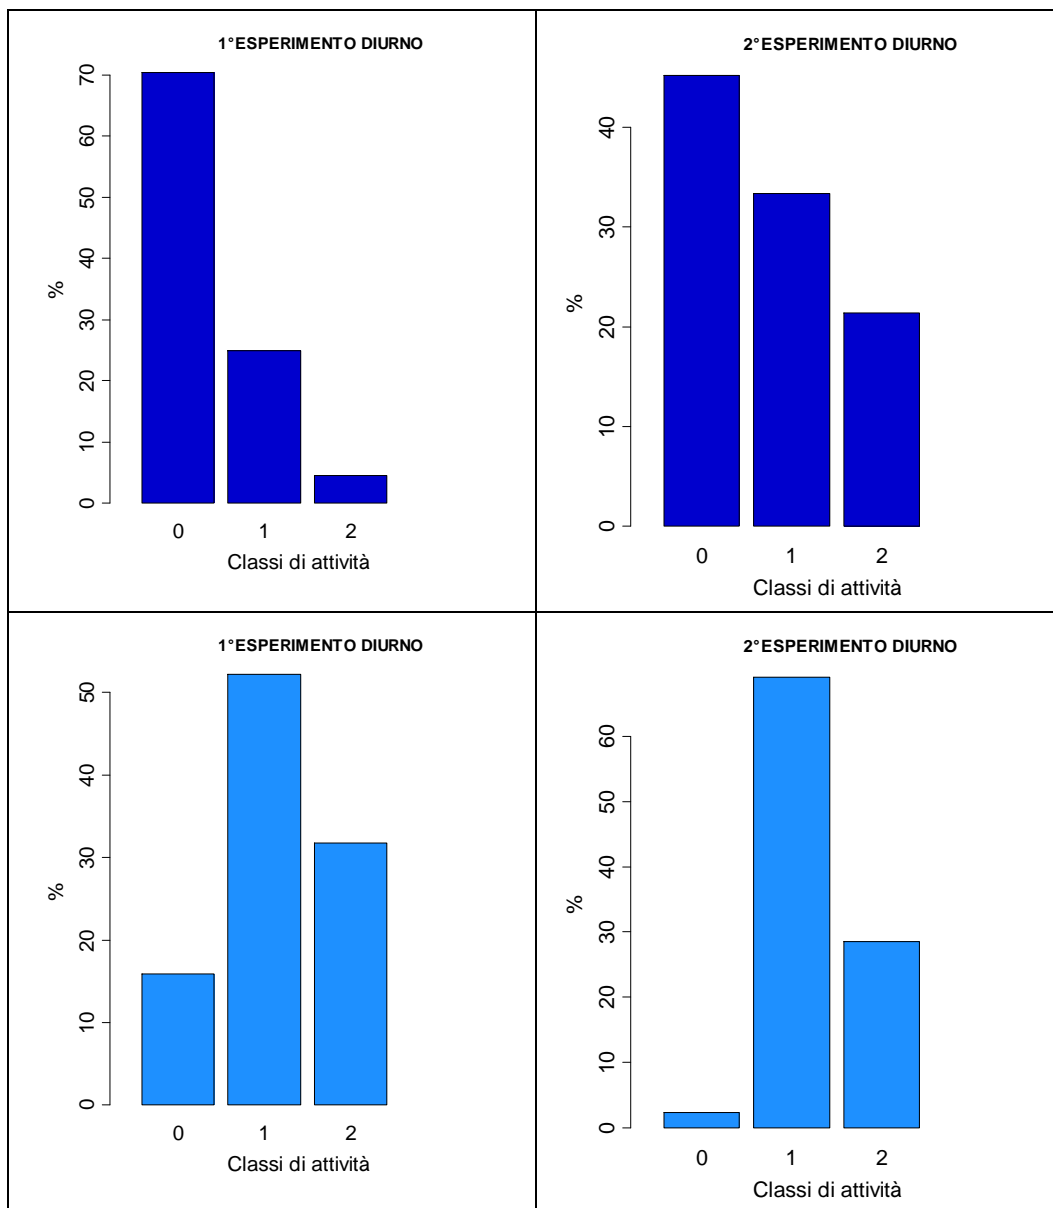 1°ESPERIMENTO DIURNO
%
70
60
50
40
30
20
10
0
0 1 2
Classi di attività
2°ESPERIMENTO DIURNO
%
40
30
20
10
0
0 1 2
Classi di attività
1°ESPERIMENTO DIURNO
%
50
40
30
20
10
0
0 1 2
Classi di attività
2°ESPERIMENTO DIURNO
%
60
50
40
30
20
10
0
0 1 2
Classi di attività